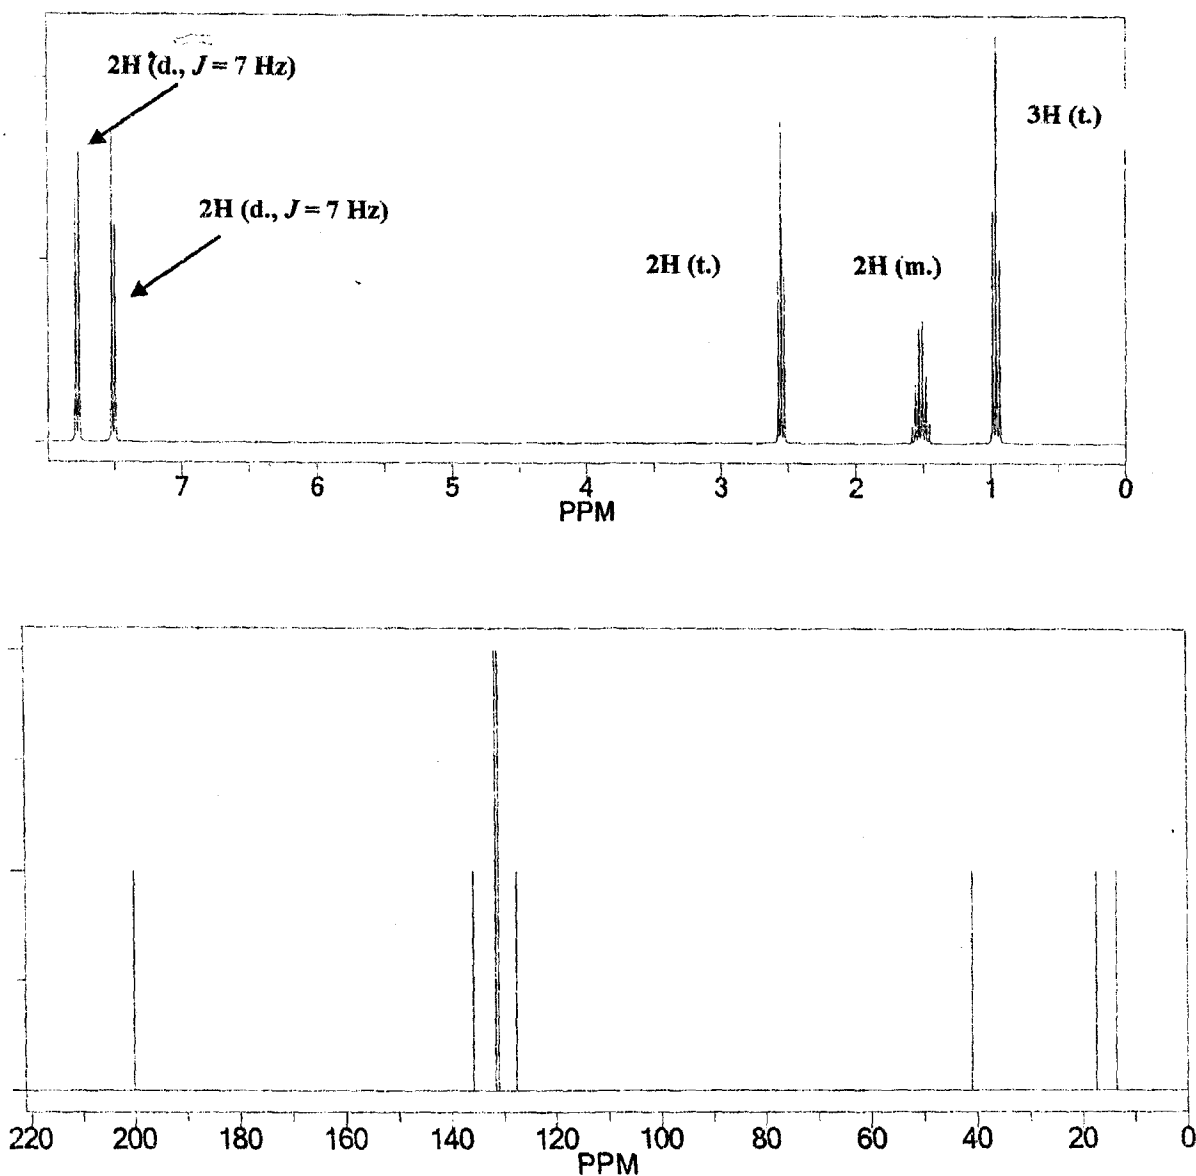 2H (d., J = 7 Hz)
2H (d., J = 7 Hz)
3H (t.)
2H (t.)
2H (m.)
7 6 5 4 3 2 1 0
PPM
220 200 180 160 140 120 100 80 60 40 20 0
PPM